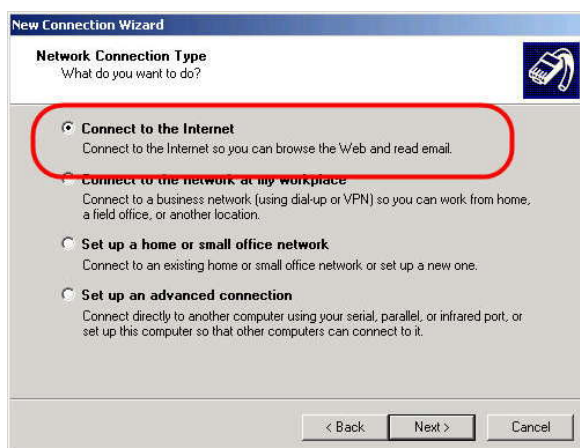 New Connection Wizard
Network Connection Type
What do you want to do?
Connect to the Internet
Connect to the Internet so you can browse the Web and read email.
Connect to the network at my workplace
Connect to a business network (using dial-up or VPN) so you can work from home,
a field office, or another location.
Set up a home or small office network
Connect to an existing home or small office network or set up a new one.
Set up an advanced connection
Connect directly to another computer using your serial, parallel, or infrared port, or
set up this computer so that other computers can connect to it.
< Back
Next >
Cancel